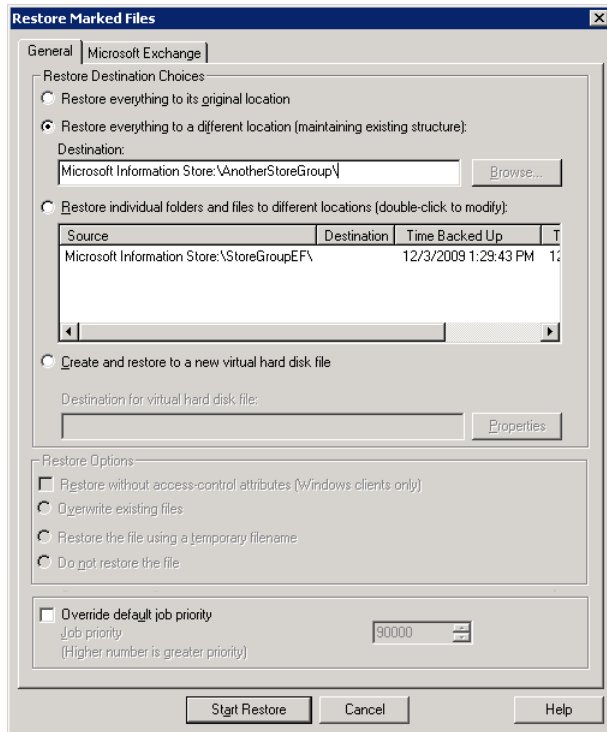 Restore Marked Files
General
Microsoft Exchange
Restore Destination Choices
Restore everything to its original location
Restore everything to a different location (maintaining existing structure):
Destination:
Microsoft Information Store:\AnotherStoreGroup\
Browse...
Restore individual folders and files to different locations (double-click to modify):
Source Destination Time Backed Up T
Microsoft Information Store:\StoreGroupEF\ 12/3/2009 1:29:43 PM 12
Create and restore to a new virtual hard disk file
Destination for virtual hard disk file:
Properties
Restore Options
Restore without access-control attributes (Windows clients only)
Overwrite existing files
Restore the file using a temporary filename
Do not restore the file
Override default job priority
Job priority 90000
(Higher number is greater priority)
Start Restore Cancel Help